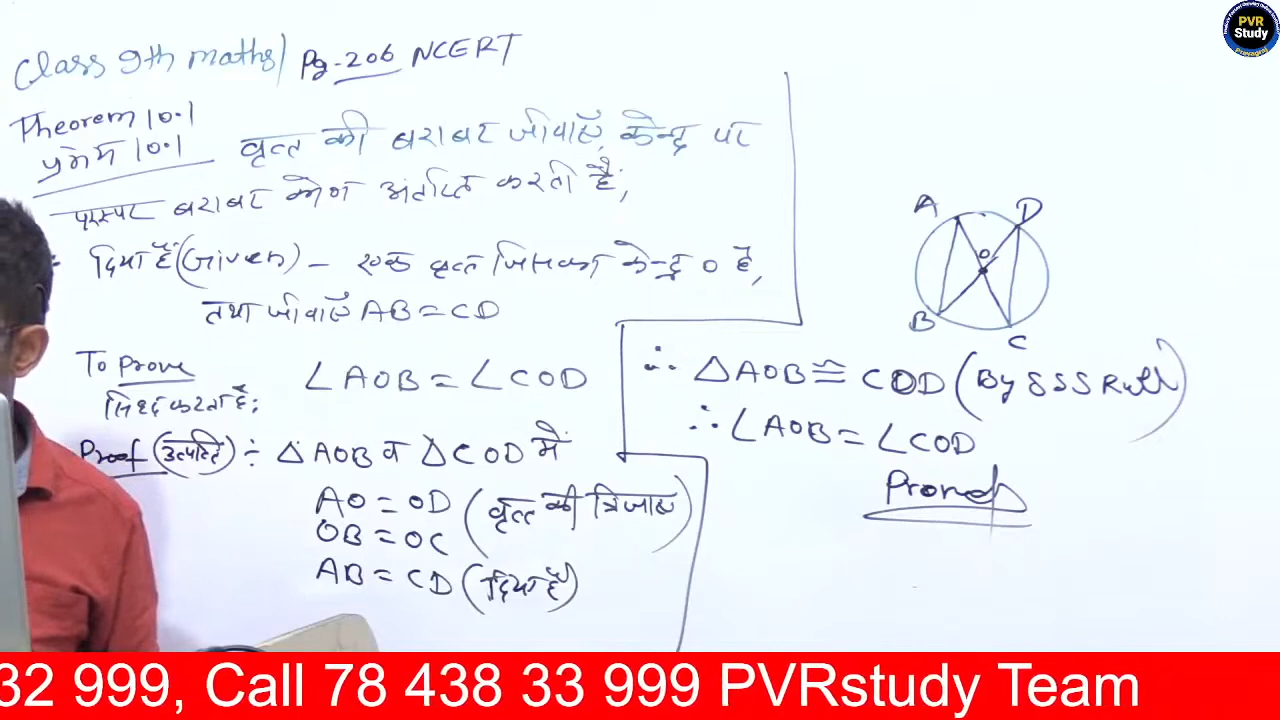 Class 9th maths/ Pg-206 NCERT
Theorem 10.1
प्रमेय 10.1
वृत्त की बराबर जीवाएँ, केन्द्र पर
परस्पर बराबर कोण अंतरित करती है;
दिया है (Given) - एक वृत्त जिसका केन्द्र O है,
तथा जीवाएँ AB = CD
To Prove
सिद्ध करना है;
∠AOB = ∠COD
Proof (उत्पत्ति) ÷ △AOB व △COD में
AO = OD (वृत्त की त्रिज्याए)
OB = OC
AB = CD (दिया है)
A
D
O
B
C
∴ △AOB ≅ COD (By SSS Rule)
∴ ∠AOB = ∠COD
Proved
PVR
Study
Prayagraj
32 999, Call 78 438 33 999 PVRstudy Team